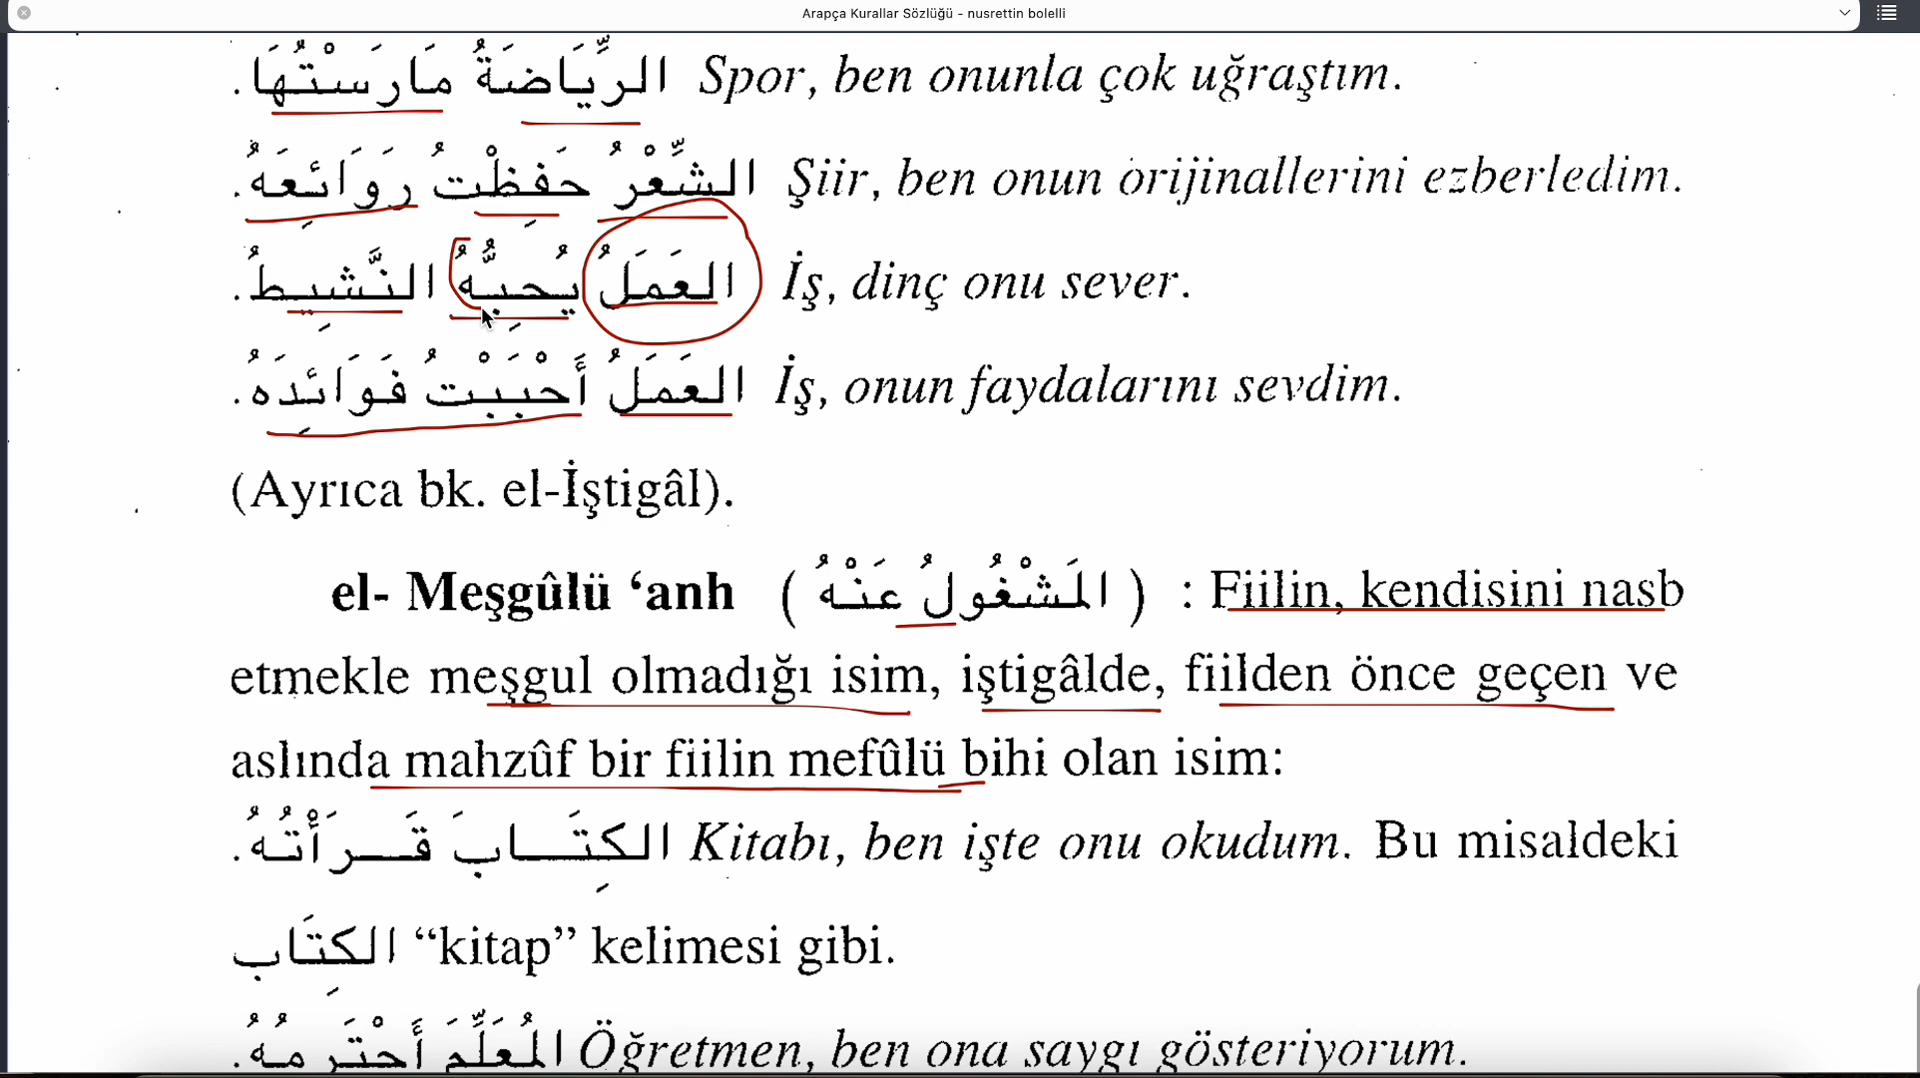 Arapça Kurallar Sözlüğü - nusrettin bolelli
الرِّيَاضَةُ مَارَسْتُهَا . Spor, ben onunla çok uğraştım.
الشِّعْرُ حَفِظْتُ رَوَائِعَهُ . Şiir, ben onun orijinallerini ezberledim.
العَمَلُ يُحِبُّهُ النَّشِيطُ . İş, dinç onu sever.
العَمَلُ أَحْبَبْتُ فَوَائِدَهُ . İş, onun faydalarını sevdim.
(Ayrıca bk. el-İştigâl).
el- Meşgûlü ‘anh ( المَشْغُولُ عَنْهُ ) : Fiilin, kendisini nasb
etmekle meşgul olmadığı isim, iştigâlde, fiilden önce geçen ve
aslında mahzûf bir fiilin mefûlü bihi olan isim:
الكِتَابَ قَرَأْتُهُ . Kitabı, ben işte onu okudum. Bu misaldeki
الكِتَاب “kitap” kelimesi gibi.
المُعَلِّمَ أَحْتَرِمُهُ . Öğretmen, ben ona saygı gösteriyorum.